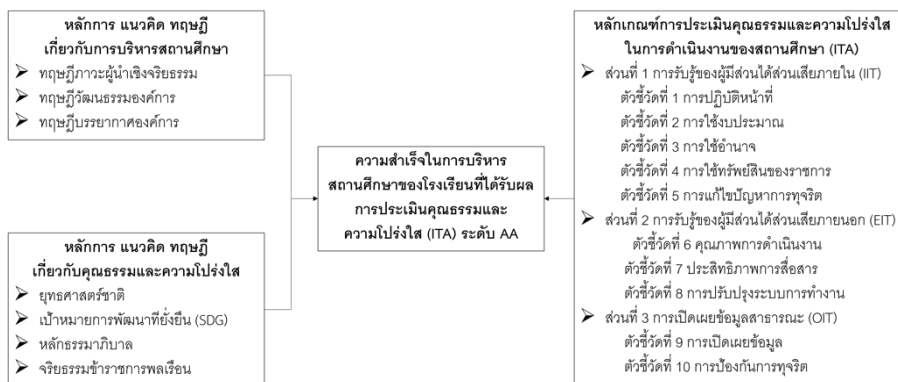 หลักการ แนวคิด ทฤษฎี
เกี่ยวกับการบริหารสถานศึกษา
➢ ทฤษฎีภาวะผู้นำเชิงจริยธรรม
➢ ทฤษฎีวัฒนธรรมองค์การ
➢ ทฤษฎีบรรยากาศองค์การ
หลักการ แนวคิด ทฤษฎี
เกี่ยวกับคุณธรรมและความโปร่งใส
➢ ยุทธศาสตร์ชาติ
➢ เป้าหมายการพัฒนาที่ยั่งยืน (SDG)
➢ หลักธรรมาภิบาล
➢ จริยธรรมข้าราชการพลเรือน
ความสำเร็จในการบริหาร
สถานศึกษาของโรงเรียนที่ได้รับผล
การประเมินคุณธรรมและ
ความโปร่งใส (ITA) ระดับ AA
หลักเกณฑ์การประเมินคุณธรรมและความโปร่งใส
ในการดำเนินงานของสถานศึกษา (ITA)
➢ ส่วนที่ 1 การรับรู้ของผู้มีส่วนได้ส่วนเสียภายใน (IIT)
ตัวชี้วัดที่ 1 การปฏิบัติหน้าที่
ตัวชี้วัดที่ 2 การใช้งบประมาณ
ตัวชี้วัดที่ 3 การใช้อำนาจ
ตัวชี้วัดที่ 4 การใช้ทรัพย์สินของราชการ
ตัวชี้วัดที่ 5 การแก้ไขปัญหาการทุจริต
➢ ส่วนที่ 2 การรับรู้ของผู้มีส่วนได้ส่วนเสียภายนอก (EIT)
ตัวชี้วัดที่ 6 คุณภาพการดำเนินงาน
ตัวชี้วัดที่ 7 ประสิทธิภาพการสื่อสาร
ตัวชี้วัดที่ 8 การปรับปรุงระบบการทำงาน
➢ ส่วนที่ 3 การเปิดเผยข้อมูลสาธารณะ (OIT)
ตัวชี้วัดที่ 9 การเปิดเผยข้อมูล
ตัวชี้วัดที่ 10 การป้องกันการทุจริต